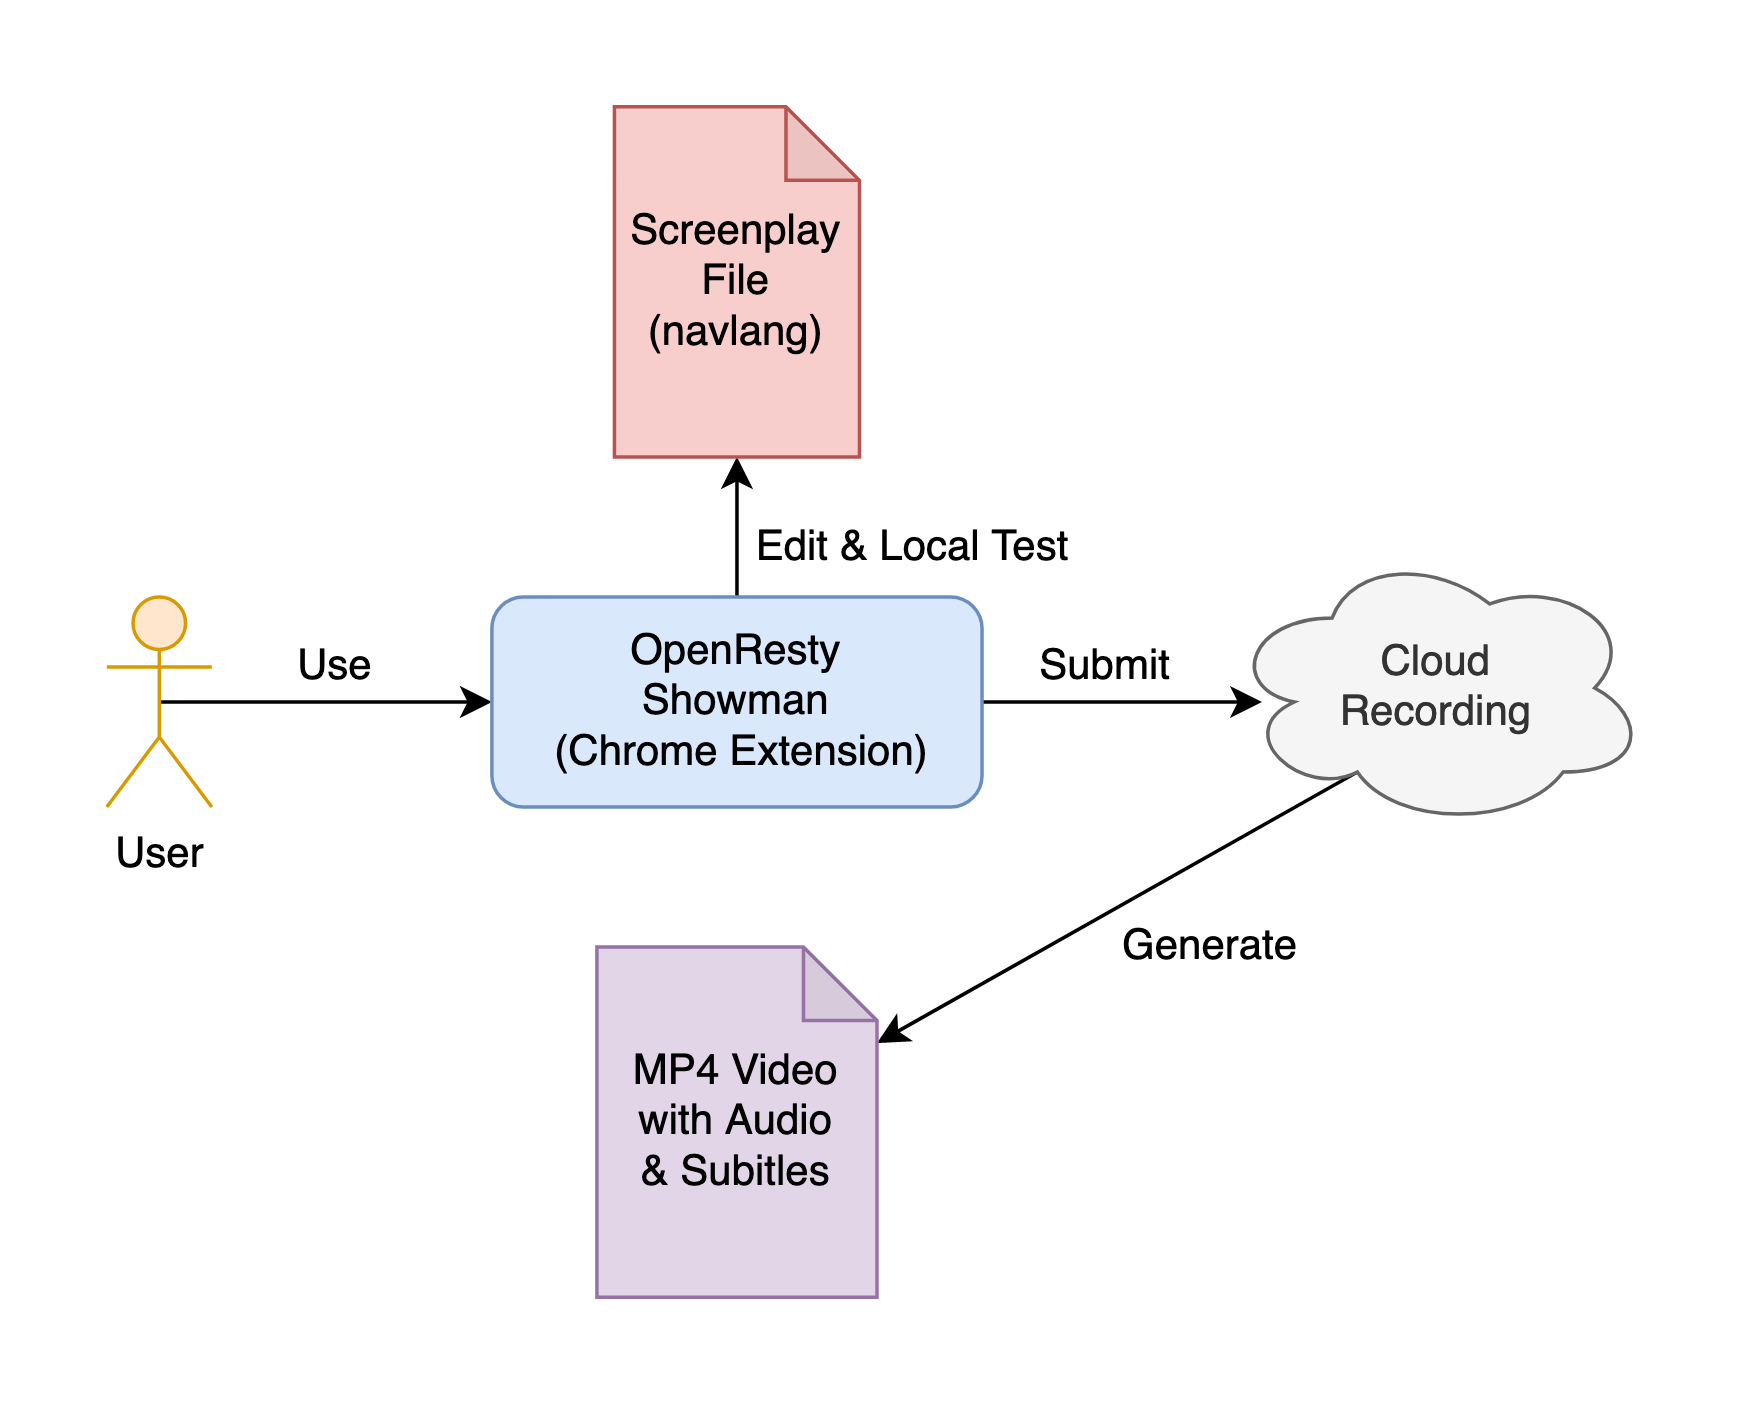 Screenplay
File
(navlang)
Edit & Local Test
Use
OpenResty
Showman
(Chrome Extension)
Submit
Cloud
Recording
User
Generate
MP4 Video
with Audio
& Subitles